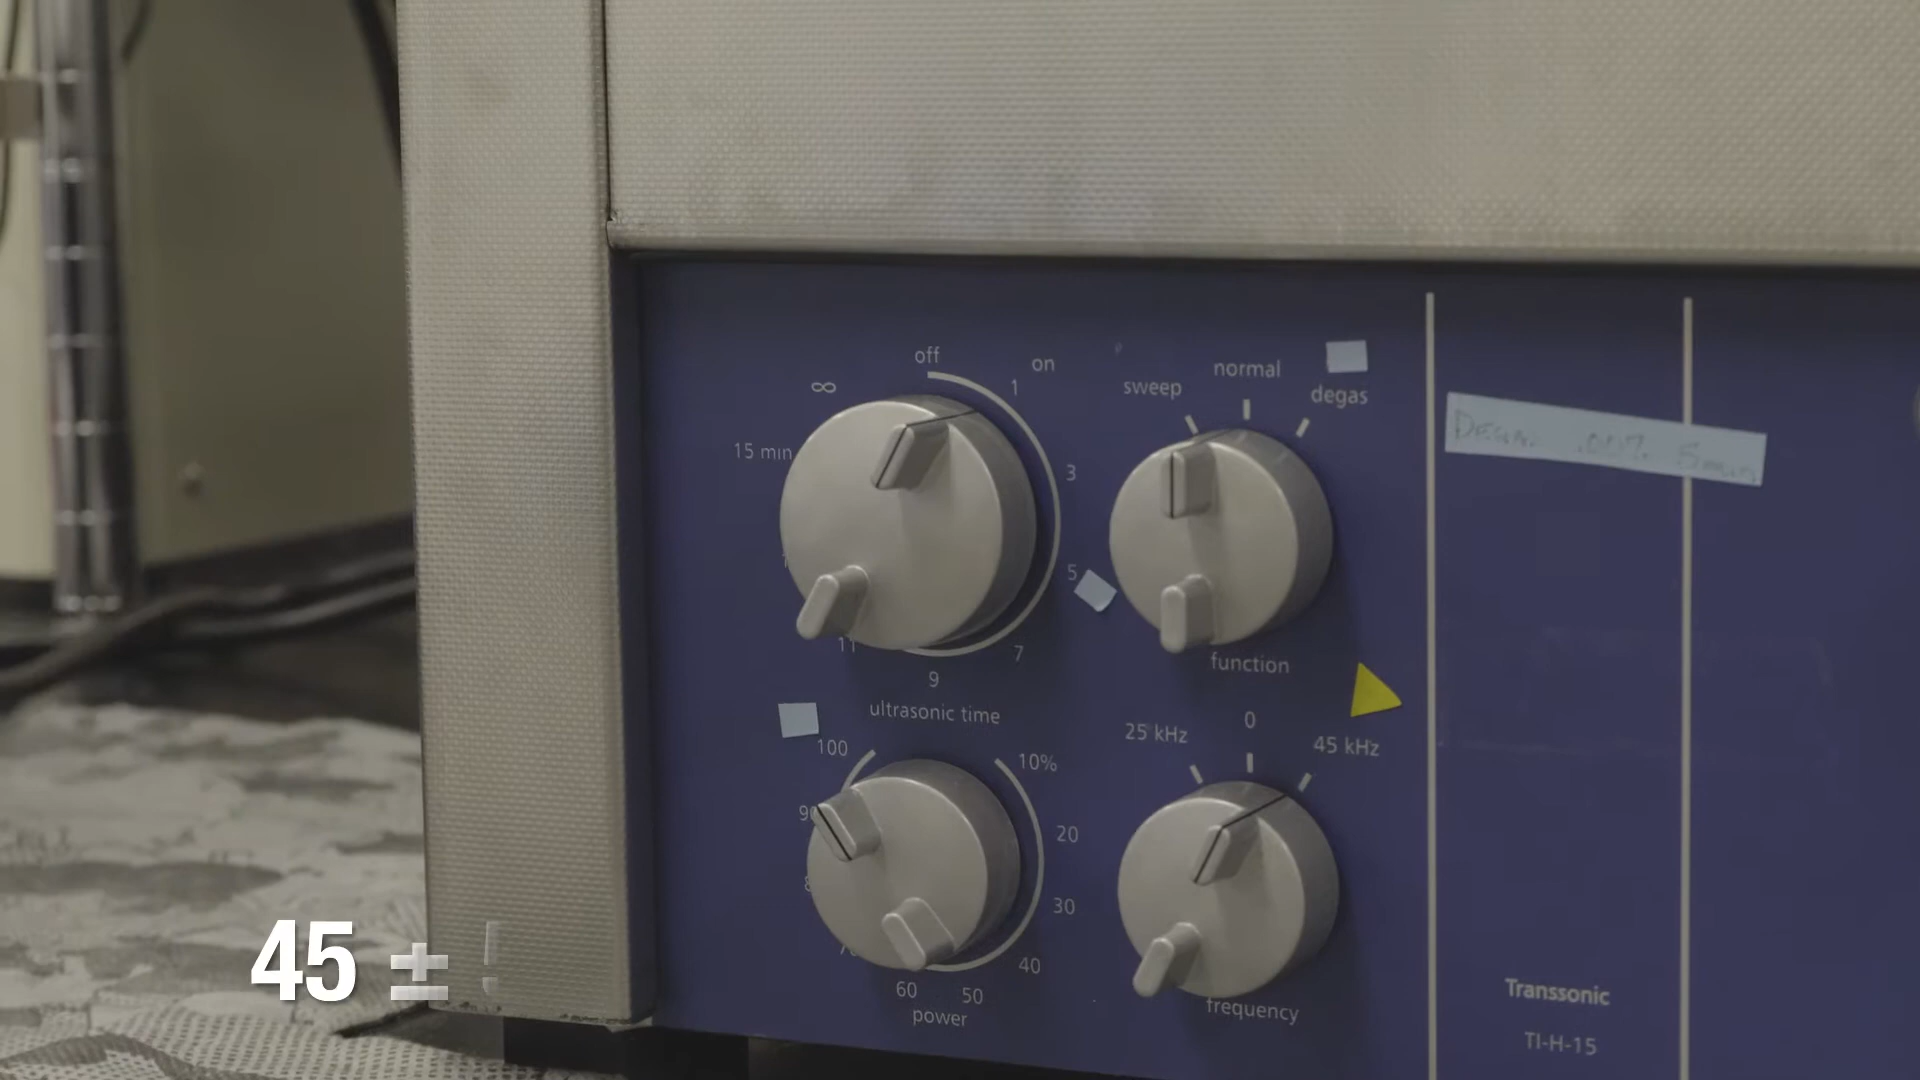 off
on
∞
1
15 min
3
5
7
9
11
ultrasonic time
sweep
normal
degas
function
100
10%
20
30
40
50
60
power
25 kHz
0
45 kHz
frequency
Transsonic
TI-H-15
45 ±